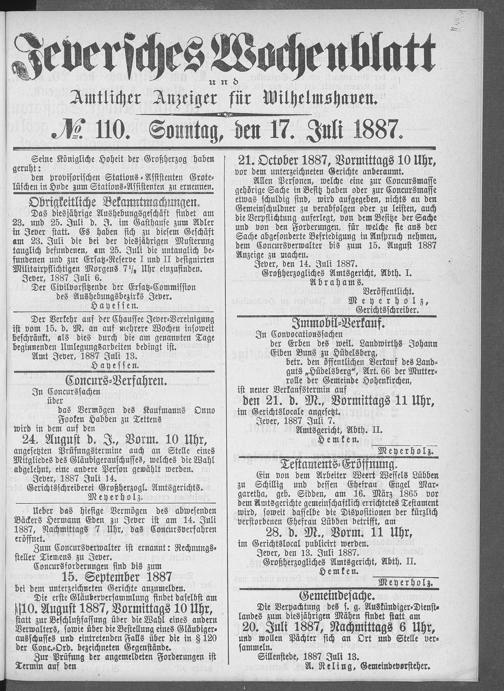 Jeversches Wochenblatt
und
Amtlicher Anzeiger für Wilhelmshaven.
№ 110. Sonntag, den 17. Juli 1887.
Seine Königliche Hoheit der Großherzog haben
geruht:
den provisorischen Stations-Assistenten Grote-
lüschen in Hude zum Stations-Assistenten zu ernennen.
Obrigkeitliche Bekanntmachungen.
Das diesjährige Aushebungsgeschäft findet am
23. und 25. Juli d. J. im Gasthause zum Adler
in Jever statt. Es haben sich zu diesem Geschäft
am 23. Juli die bei der diesjährigen Musterung
tauglich befundenen, am 25. Juli die untauglich be-
fundenen und zur Ersatz-Reserve I und II designirten
Militairpflichtigen Morgens 7½ Uhr einzufinden.
Jever, 1887 Juli 6.
Der Civilvorsitzende der Ersatz-Commission
des Aushebungsbezirks Jever.
Hayessen.
Der Verkehr auf der Chaussee Jever-Vereinigung
ist vom 15. d. M. an auf mehrere Wochen insoweit
beschränkt, als dies durch die am genannten Tage
beginnenden Umlegungsarbeiten bedingt ist.
Amt Jever, 1887 Juli 13.
Hayessen.
Concurs-Verfahren.
In Concurssachen
über
das Vermögen des Kaufmanns Onno
Fooken Habben zu Tettens
wird in dem auf den
24. August d. J., Vorm. 10 Uhr,
angesetzten Prüfungstermine auch an Stelle eines
Mitgliedes des Gläubigerausschusses, welches die Wahl
abgelehnt, eine andere Person gewählt werden.
Jever, 1887 Juli 14.
Gerichtsschreiberei Großherzogl. Amtsgerichts.
Meyerholz.
Ueber das hiesige Vermögen des abwesenden
Bäckers Hermann Eden zu Jever ist am 14. Juli
1887, Nachmittags 7 Uhr, das Concursverfahren
eröffnet.
Zum Concursverwalter ist ernannt: Rechnungs-
steller Tiemens zu Jever.
Concursforderungen sind bis zum
15. September 1887
bei dem unterzeichneten Gerichte anzumelden.
Die erste Gläubigerversammlung findet daselbst am
10. August 1887, Vormittags 10 Uhr,
statt zur Beschlußfassung über die Wahl eines andern
Verwalters, sowie über die Bestellung eines Gläubiger-
ausschusses und eintretenden Falls über die in § 120
der Conc.-Ord. bezeichneten Gegenstände.
Zur Prüfung der angemeldeten Forderungen ist
Termin auf den
21. October 1887, Vormittags 10 Uhr,
vor dem unterzeichneten Gerichte anberaumt.
Allen Personen, welche eine zur Concursmasse
gehörige Sache in Besitz haben oder zur Concursmasse
etwas schuldig sind, wird aufgegeben, nichts an den
Gemeinschuldner zu verabfolgen oder zu leisten, auch
die Verpflichtung auferlegt, von dem Besitze der Sache
und von den Forderungen, für welche sie aus der
Sache abgesonderte Befriedigung in Anspruch nehmen,
dem Concursverwalter bis zum 15. August 1887
Anzeige zu machen.
Jever, den 14. Juli 1887.
Großherzogliches Amtsgericht, Abth. I.
Abrahams.
Veröffentlicht.
Meyerholz,
Gerichtsschreiber.
Immobil-Verkauf.
In Convocationssachen
der Erben des weil. Landwirths Johann
Eiben Buns zu Hübelsberg,
betr. den öffentlichen Verkauf des Land-
guts „Hübelsberg“, Art. 66 der Mutter-
rolle der Gemeinde Hohenkirchen,
ist neuer Verkaufstermin auf
den 21. d. M., Vormittags 11 Uhr,
im Gerichtslocale angesetzt.
Jever, 1887 Juli 7.
Amtsgericht, Abth. II.
Hemken.
Meyerholz.
Testaments-Eröffnung.
Ein von dem Arbeiter Weert Wessels Lübben
zu Schillig und dessen Ehefrau Engel Mar-
garetha, geb. Sibben, am 16. März 1865 vor
dem Amtsgericht gemeinschaftlich errichtetes Testament
wird, soweit dasselbe die Dispositionen der kürzlich
verstorbenen Ehefrau Lübben betrifft, am
28. d. M., Vorm. 11 Uhr,
im Gerichtslocal publicirt werden.
Jever, den 13. Juli 1887.
Großherzogliches Amtsgericht, Abth. II.
Hemken.
Meyerholz.
Gemeindesache.
Die Verpachtung des s. g. Auskündiger-Dienst-
landes zum diesjährigen Mähen findet statt am
20. Juli 1887, Nachmittags 6 Uhr,
und wollen Pächter sich an Ort und Stelle ver-
sammeln.
Sillenstede, 1887 Juli 13.
A. Reling, Gemeindevorsteher.